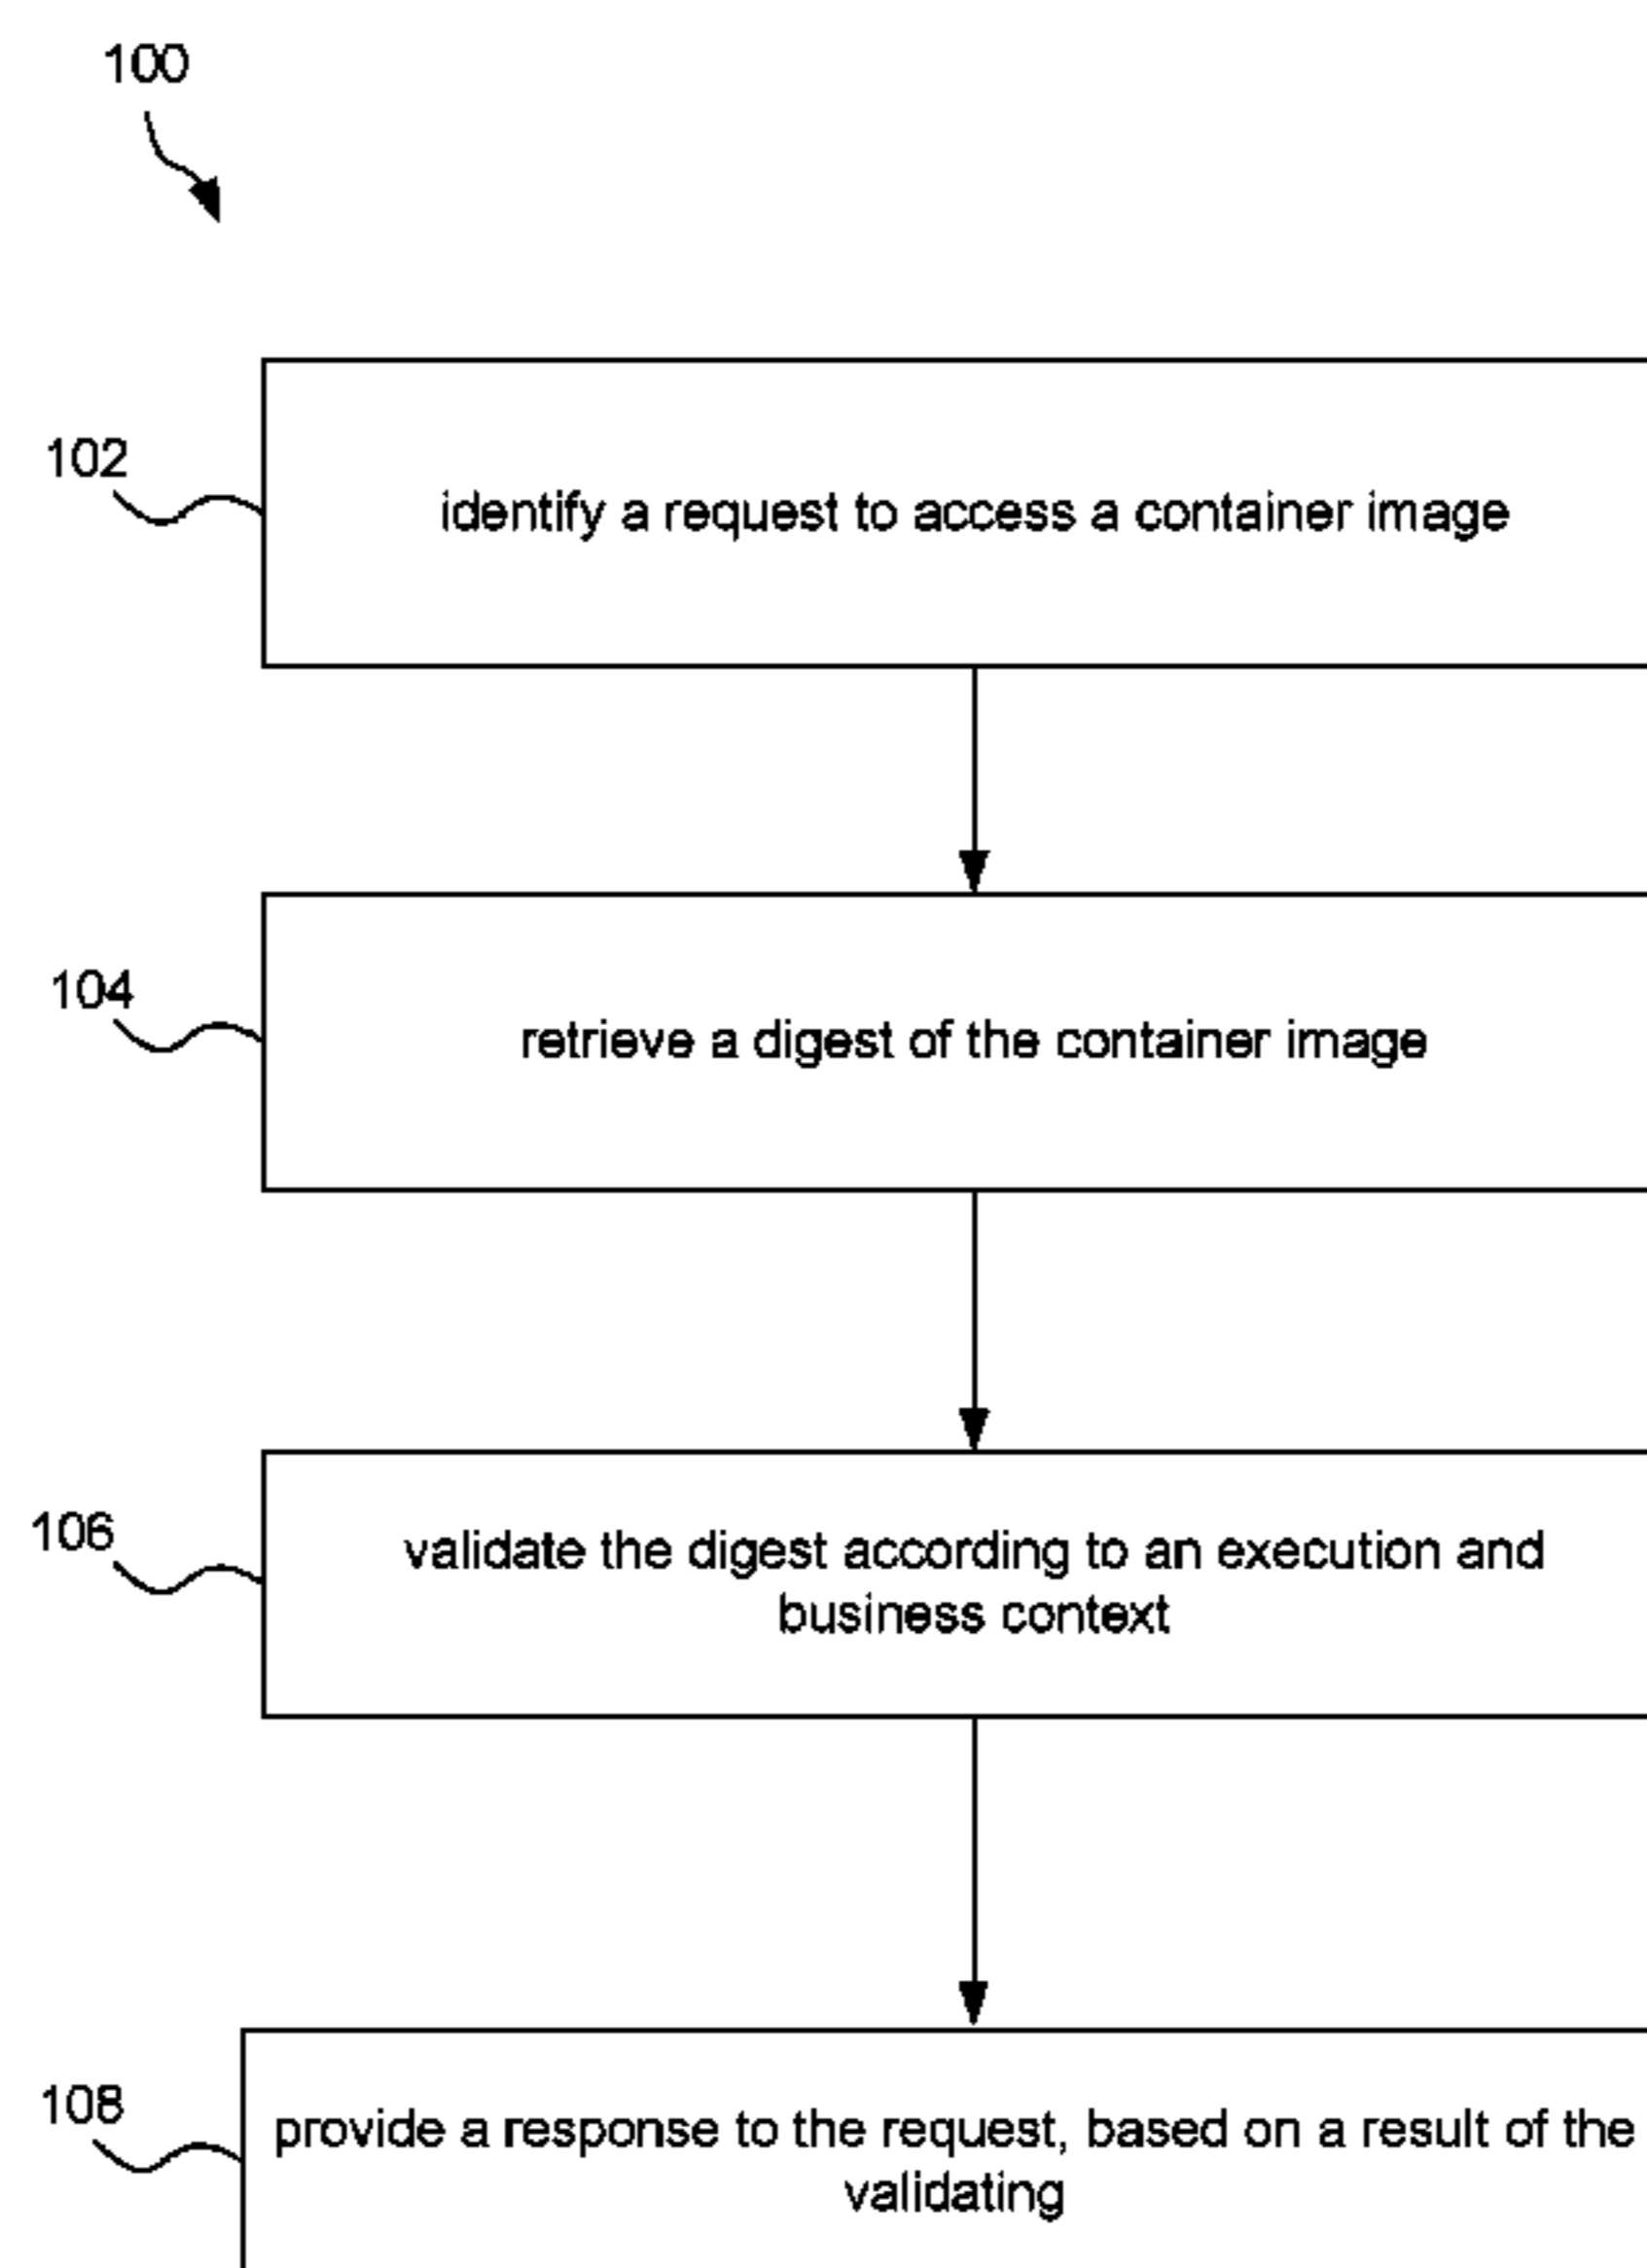 100
102
identify a request to access a container image
104
retrieve a digest of the container image
106
validate the digest according to an execution and
business context
108
provide a response to the request, based on a result of the
validating